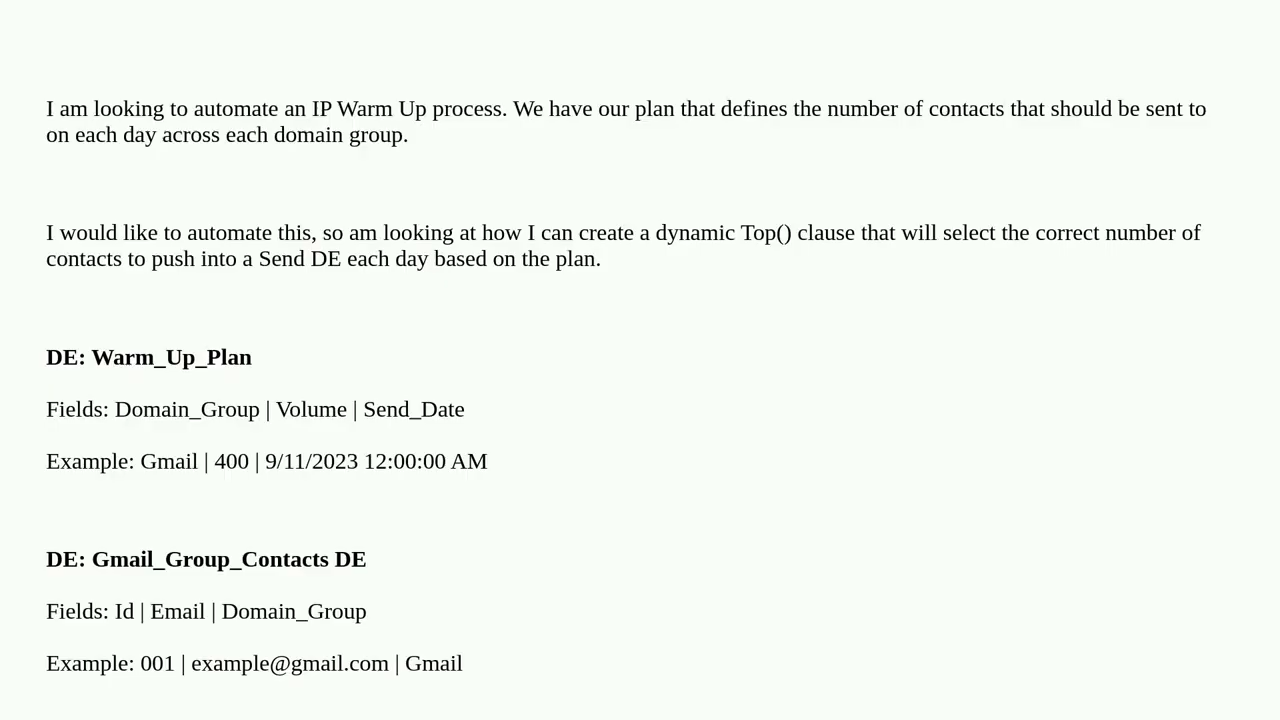 I am looking to automate an IP Warm Up process. We have our plan that defines the number of contacts that should be sent to
on each day across each domain group.
I would like to automate this, so am looking at how I can create a dynamic Top() clause that will select the correct number of
contacts to push into a Send DE each day based on the plan.
DE: Warm_Up_Plan
Fields: Domain_Group | Volume | Send_Date
Example: Gmail | 400 | 9/11/2023 12:00:00 AM
DE: Gmail_Group_Contacts DE
Fields: Id | Email | Domain_Group
Example: 001 | example@gmail.com | Gmail